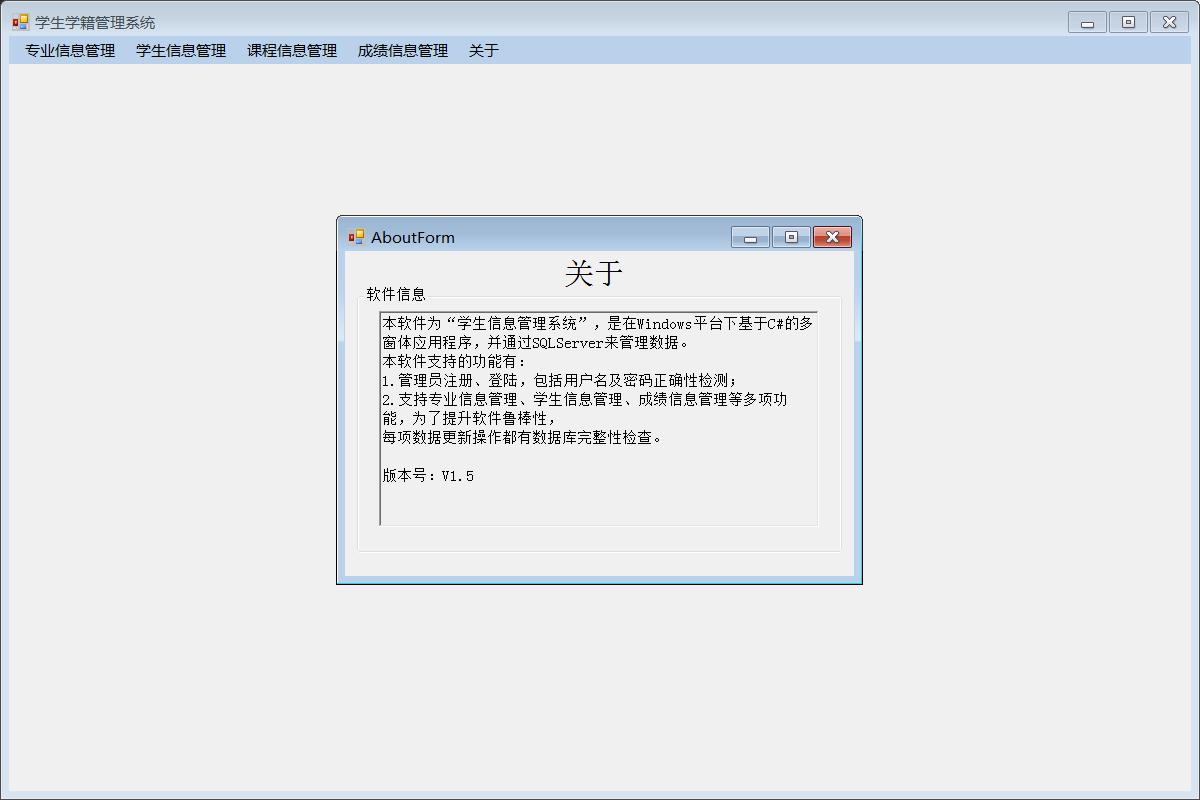 学生学籍管理系统
专业信息管理 学生信息管理 课程信息管理 成绩信息管理 关于
AboutForm
关于
软件信息
本软件为“学生信息管理系统”，是在Windows平台下基于C#的多
窗体应用程序，并通过SQLServer来管理数据。
本软件支持的功能有：
1.管理员注册、登陆，包括用户名及密码正确性检测；
2.支持专业信息管理、学生信息管理、成绩信息管理等多项功
能，为了提升软件鲁棒性，
每项数据更新操作都有数据库完整性检查。
版本号：V1.5